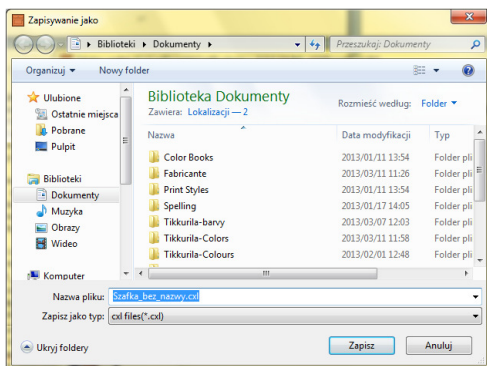 Zapisywanie jako
Biblioteki Dokumenty
Przeszukaj: Dokumenty
Organizuj Nowy folder
Ulubione
Ostatnie miejsca
Pobrane
Pulpit
Biblioteki
Dokumenty
Muzyka
Obrazy
Wideo
Komputer
Biblioteka Dokumenty
Zawiera: Lokalizacji — 2
Rozmieść według: Folder
Nazwa Data modyfikacji Typ
Color Books 2013/01/11 13:54 Folder pli
Fabricante 2013/03/11 11:26 Folder pli
Print Styles 2013/01/11 13:54 Folder pli
Spelling 2013/01/17 14:05 Folder pli
Tikkurila-barvy 2013/03/07 12:03 Folder pli
Tikkurila-Colors 2013/03/11 11:58 Folder pli
Tikkurila-Colours 2013/02/01 12:48 Folder pli
Nazwa pliku: Szafka_bez_nazwy.cxl
Zapisz jako typ: cxl files(*.cxl)
Ukryj foldery
Zapisz Anuluj